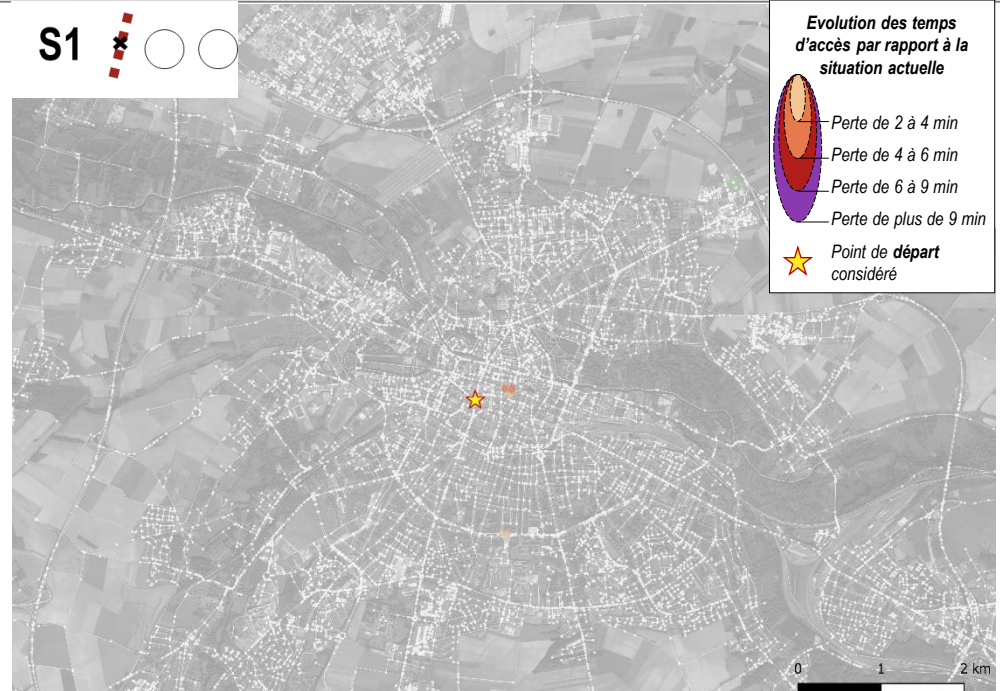 S1
Evolution des temps
d'accès par rapport à la
situation actuelle
Perte de 2 à 4 min
Perte de 4 à 6 min
Perte de 6 à 9 min
Perte de plus de 9 min
Point de départ
considéré
0 1 2 km